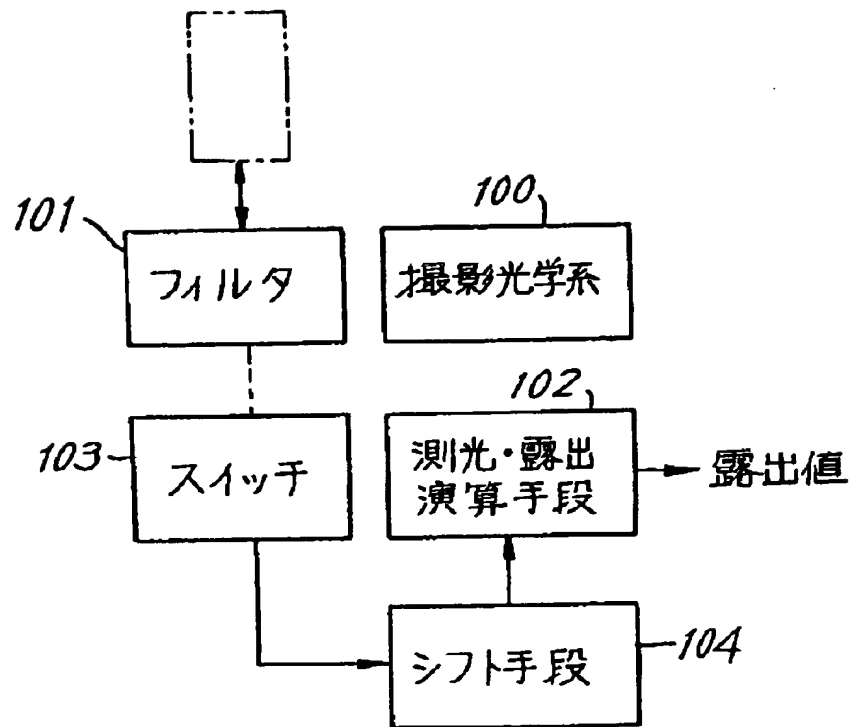 101
フィルタ
100
撮影光学系
103
スイッチ
102
測光・露出
演算手段
露出値
シフト手段
104